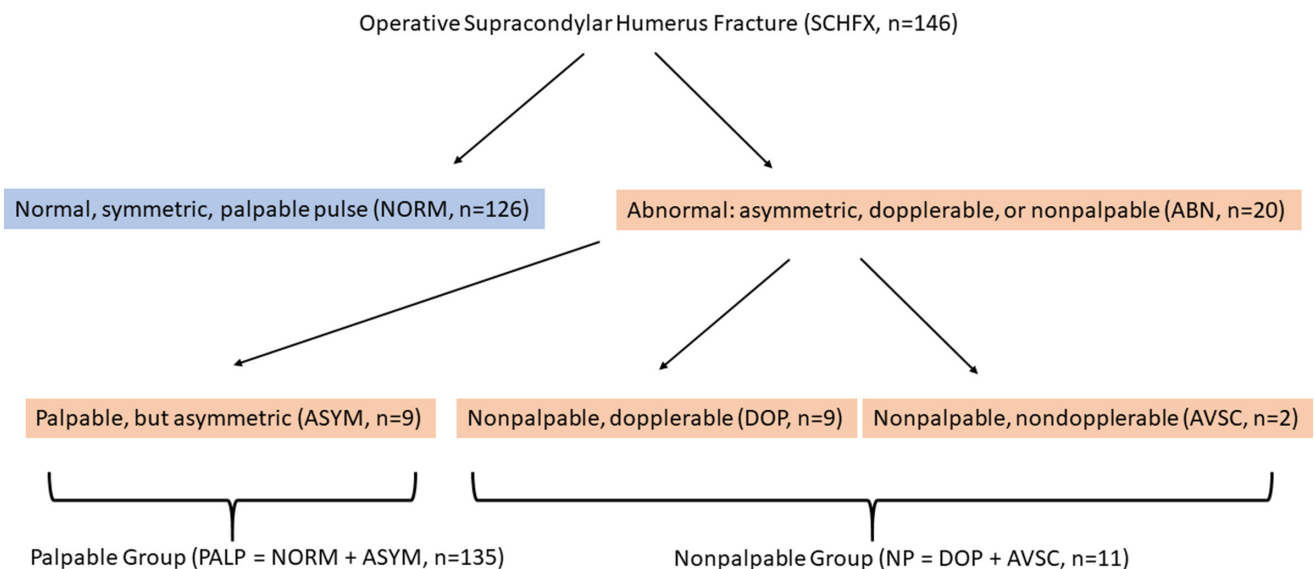 Operative Supracondylar Humerus Fracture (SCHFX, n=146)
Normal, symmetric, palpable pulse (NORM, n=126)
Abnormal: asymmetric, dopplerable, or nonpalpable (ABN, n=20)
Palpable, but asymmetric (ASYM, n=9)
Nonpalpable, dopplerable (DOP, n=9)
Nonpalpable, nondopplerable (AVSC, n=2)
Palpable Group (PALP = NORM + ASYM, n=135)
Nonpalpable Group (NP = DOP + AVSC, n=11)